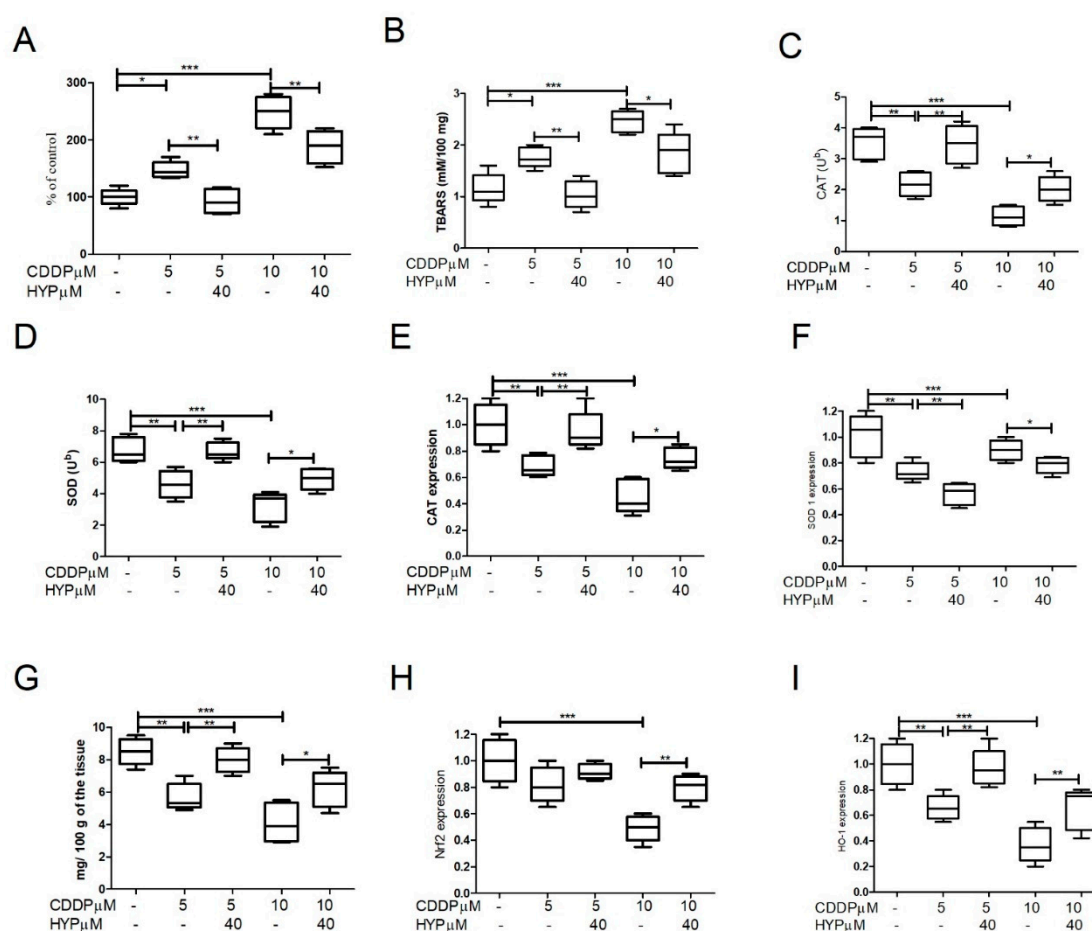 A
% of control
300
200
100
0
* *** ** **
CDDPμM - 5 5 10 10
HYPμM - - 40 - 40
B
TBARS (mM/100 mg)
3
2
1
0
* *** ** *
CDDPμM - 5 5 10 10
HYPμM - - 40 - 40
C
CAT (Uᵇ)
5
4
3
2
1
0
** ** *** *
CDDPμM - 5 5 10 10
HYPμM - - 40 - 40
D
SOD (Uᵇ)
10
8
6
4
2
0
** ** *** *
CDDPμM - 5 5 10 10
HYPμM - - 40 - 40
E
CAT expression
1.4
1.2
1.0
0.8
0.6
0.4
0.2
0.0
** ** *** *
CDDPμM - 5 5 10 10
HYPμM - - 40 - 40
F
SOD 1 expression
1.2
1.0
0.8
0.6
0.4
0.2
0.0
** ** *** *
CDDPμM - 5 5 10 10
HYPμM - - 40 - 40
G
mg/ 100 g of the tissue
10
8
6
4
2
0
** ** *** *
CDDPμM - 5 5 10 10
HYPμM - - 40 - 40
H
Nrf2 expression
1.2
1.0
0.8
0.6
0.4
0.2
0.0
*** **
CDDPμM - 5 5 10 10
HYPμM - - 40 - 40
I
HO-1 expression
1.2
1.0
0.8
0.6
0.4
0.2
0.0
** ** *** **
CDDPμM - 5 5 10 10
HYPμM - - 40 - 40